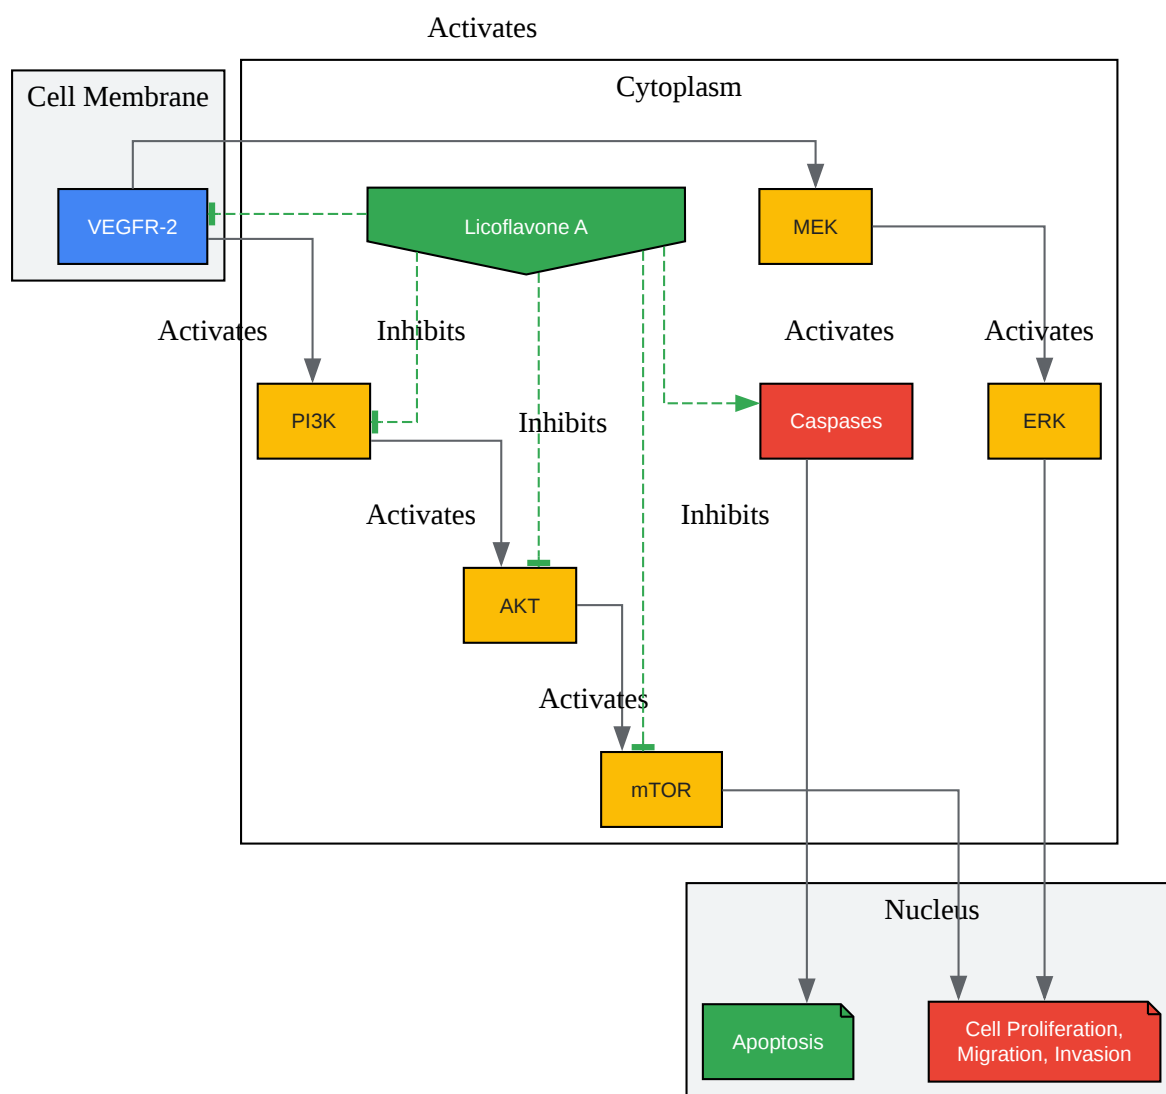 Activates
Cytoplasm
Cell Membrane
VEGFR-2
Licoflavone A
MEK
Activates
Inhibits
Activates
Activates
PI3K
Inhibits
Caspases
ERK
Activates
Inhibits
AKT
Activates
mTOR
Nucleus
Apoptosis
Cell Proliferation,
Migration, Invasion